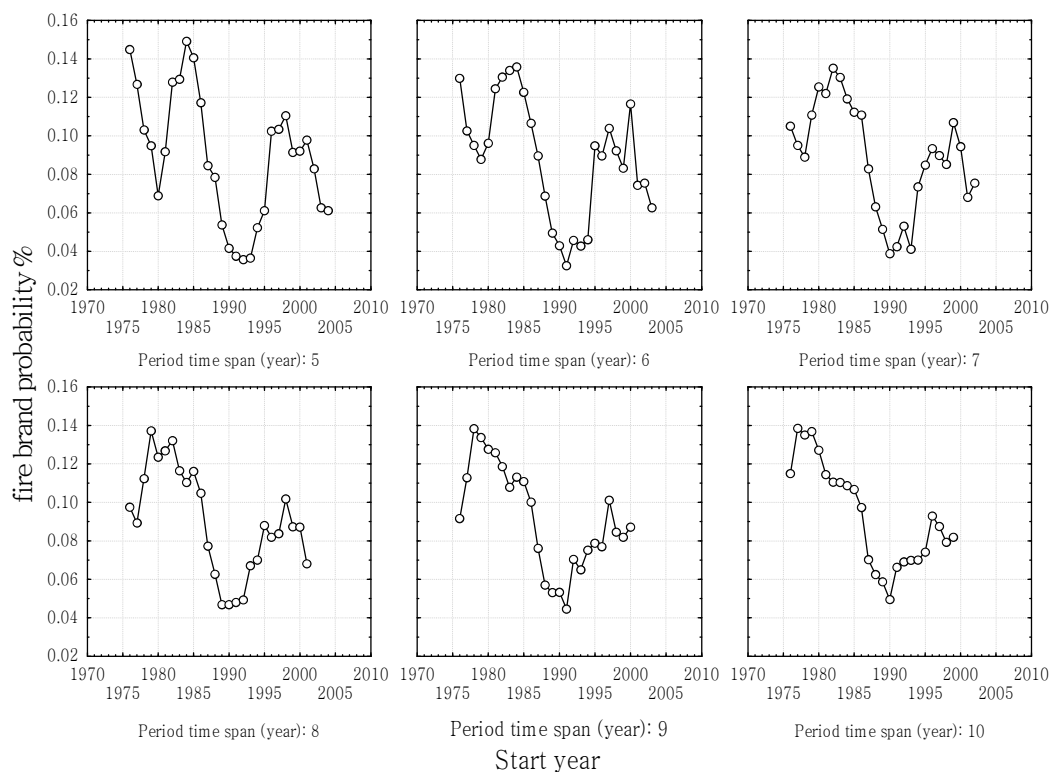 0.16
0.14
0.12
0.10
0.08
0.06
0.04
0.02
1970 1980 1990 2000 2010
1975 1985 1995 2005
Period time span (year): 5
1970 1980 1990 2000 2010
1975 1985 1995 2005
Period time span (year): 6
1970 1980 1990 2000 2010
1975 1985 1995 2005
Period time span (year): 7
fire brand probability %
0.16
0.14
0.12
0.10
0.08
0.06
0.04
0.02
1970 1980 1990 2000 2010
1975 1985 1995 2005
Period time span (year): 8
1970 1980 1990 2000 2010
1975 1985 1995 2005
Period time span (year): 9
1970 1980 1990 2000 2010
1975 1985 1995 2005
Period time span (year): 10
Start year